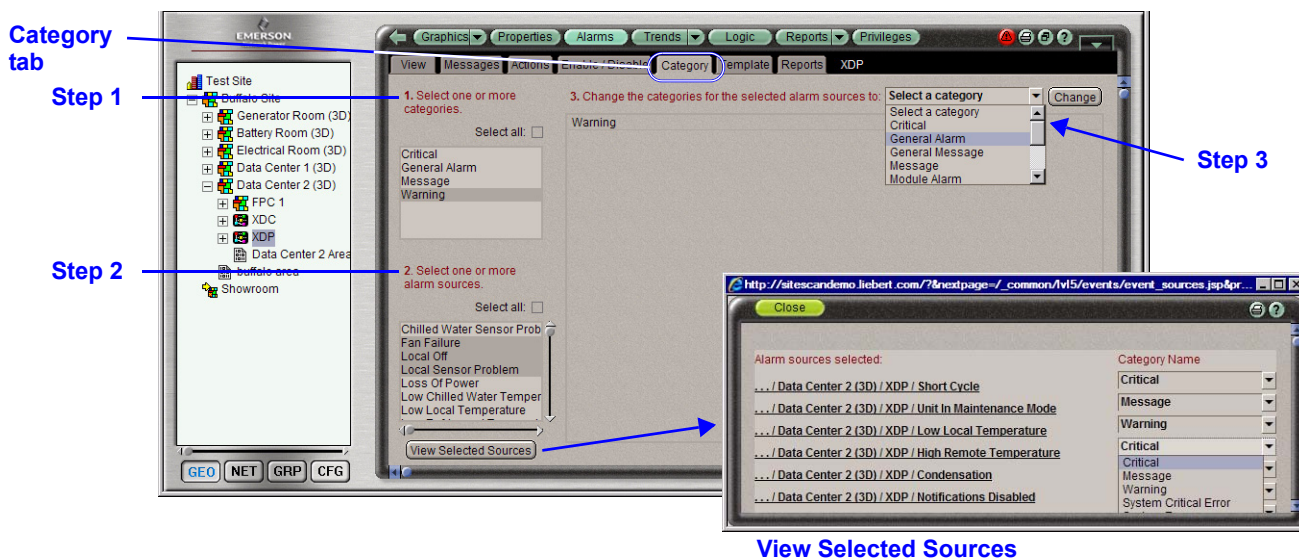 Category
tab
Step 1
Step 2
Step 3
EMERSON
Test Site
Buffalo Site
Generator Room (3D)
Battery Room (3D)
Electrical Room (3D)
Data Center 1 (3D)
Data Center 2 (3D)
FPC 1
XDC
XDP
Data Center 2 Area
buffalo area
Showroom
GEO NET GRP CFG
Graphics Properties Alarms Trends Logic Reports Privileges
View Messages Actions Enable / Disable Category Template Reports XDP
1. Select one or more
categories.
Select all:
Critical
General Alarm
Message
Warning
2. Select one or more
alarm sources.
Select all:
Chilled Water Sensor Prob
Fan Failure
Local Off
Local Sensor Problem
Loss Of Power
Low Chilled Water Temper
Low Local Temperature
View Selected Sources
3. Change the categories for the selected alarm sources to: Select a category Change
Warning
Select a category
Critical
General Alarm
General Message
Message
Module Alarm
http://sitescandemo.liebert.com/?&nextpage=/_common/lvl5/events/event_sources.jsp&pr...
Close
Alarm sources selected: Category Name
. . . / Data Center 2 (3D) / XDP / Short Cycle Critical
. . . / Data Center 2 (3D) / XDP / Unit In Maintenance Mode Message
. . . / Data Center 2 (3D) / XDP / Low Local Temperature Warning
. . . / Data Center 2 (3D) / XDP / High Remote Temperature Critical
. . . / Data Center 2 (3D) / XDP / Condensation
. . . / Data Center 2 (3D) / XDP / Notifications Disabled
Critical
Message
Warning
System Critical Error
View Selected Sources